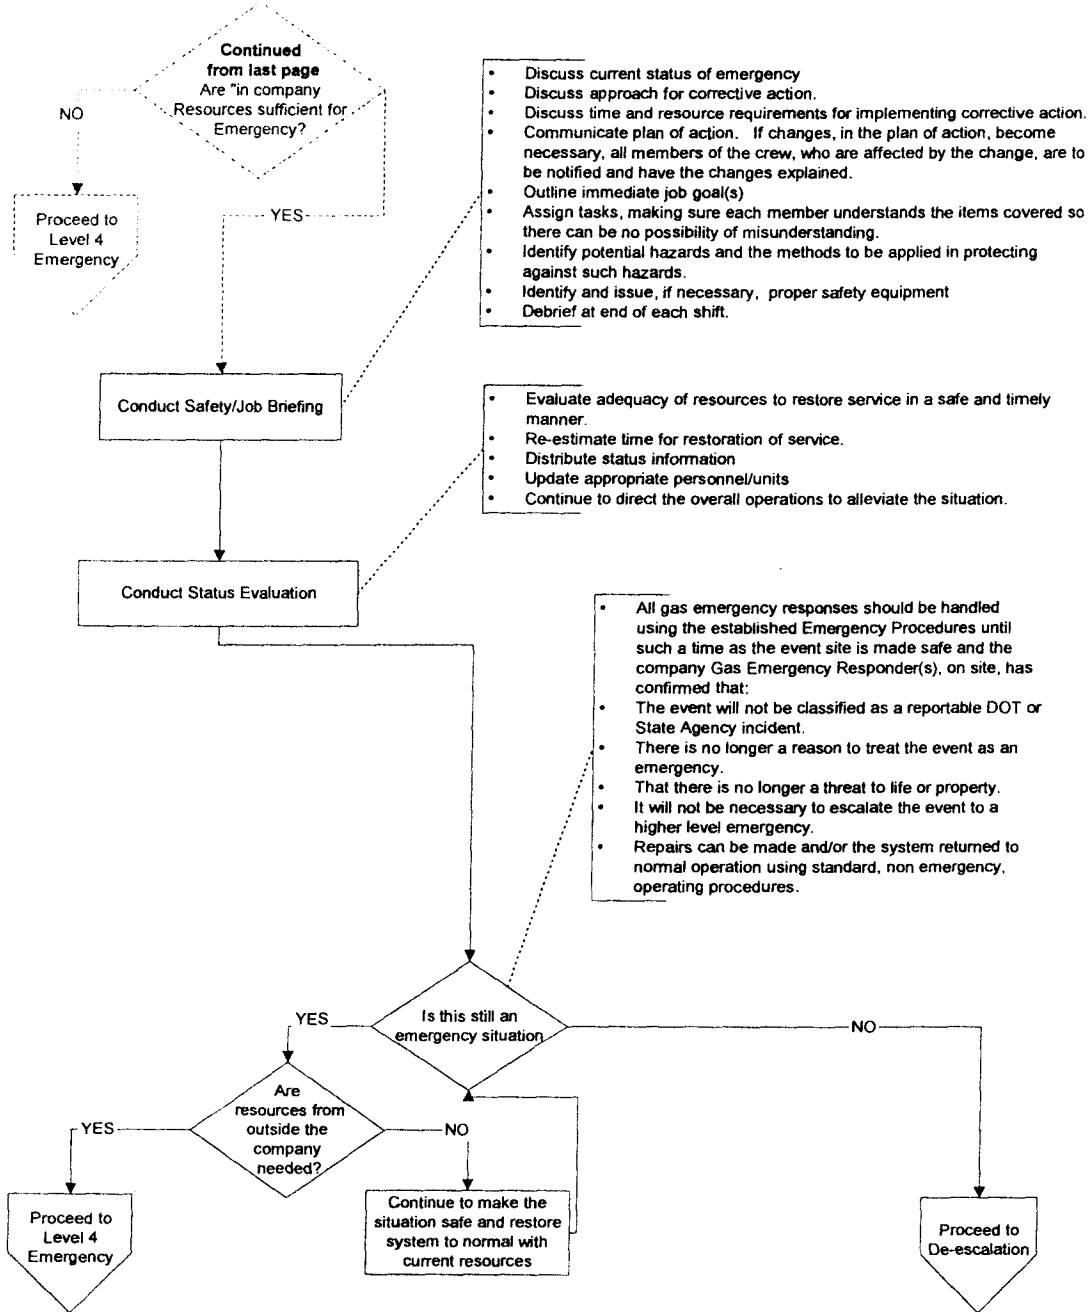 Continued
from last page
Are "in company
Resources sufficient for
Emergency?
NO
YES
Proceed to
Level 4
Emergency
• Discuss current status of emergency
• Discuss approach for corrective action.
• Discuss time and resource requirements for implementing corrective action.
• Communicate plan of action. If changes, in the plan of action, become
necessary, all members of the crew, who are affected by the change, are to
be notified and have the changes explained.
• Outline immediate job goal(s)
• Assign tasks, making sure each member understands the items covered so
there can be no possibility of misunderstanding.
• Identify potential hazards and the methods to be applied in protecting
against such hazards.
• Identify and issue, if necessary, proper safety equipment
• Debrief at end of each shift.
Conduct Safety/Job Briefing
• Evaluate adequacy of resources to restore service in a safe and timely
manner.
• Re-estimate time for restoration of service.
• Distribute status information
• Update appropriate personnel/units
• Continue to direct the overall operations to alleviate the situation.
Conduct Status Evaluation
• All gas emergency responses should be handled
using the established Emergency Procedures until
such a time as the event site is made safe and the
company Gas Emergency Responder(s), on site, has
confirmed that:
• The event will not be classified as a reportable DOT or
State Agency incident.
• There is no longer a reason to treat the event as an
emergency.
• That there is no longer a threat to life or property.
• It will not be necessary to escalate the event to a
higher level emergency.
• Repairs can be made and/or the system returned to
normal operation using standard, non emergency,
operating procedures.
Is this still an
emergency situation
YES
NO
Are
resources from
outside the
company
needed?
YES
NO
Proceed to
Level 4
Emergency
Continue to make the
situation safe and restore
system to normal with
current resources
Proceed to
De-escalation